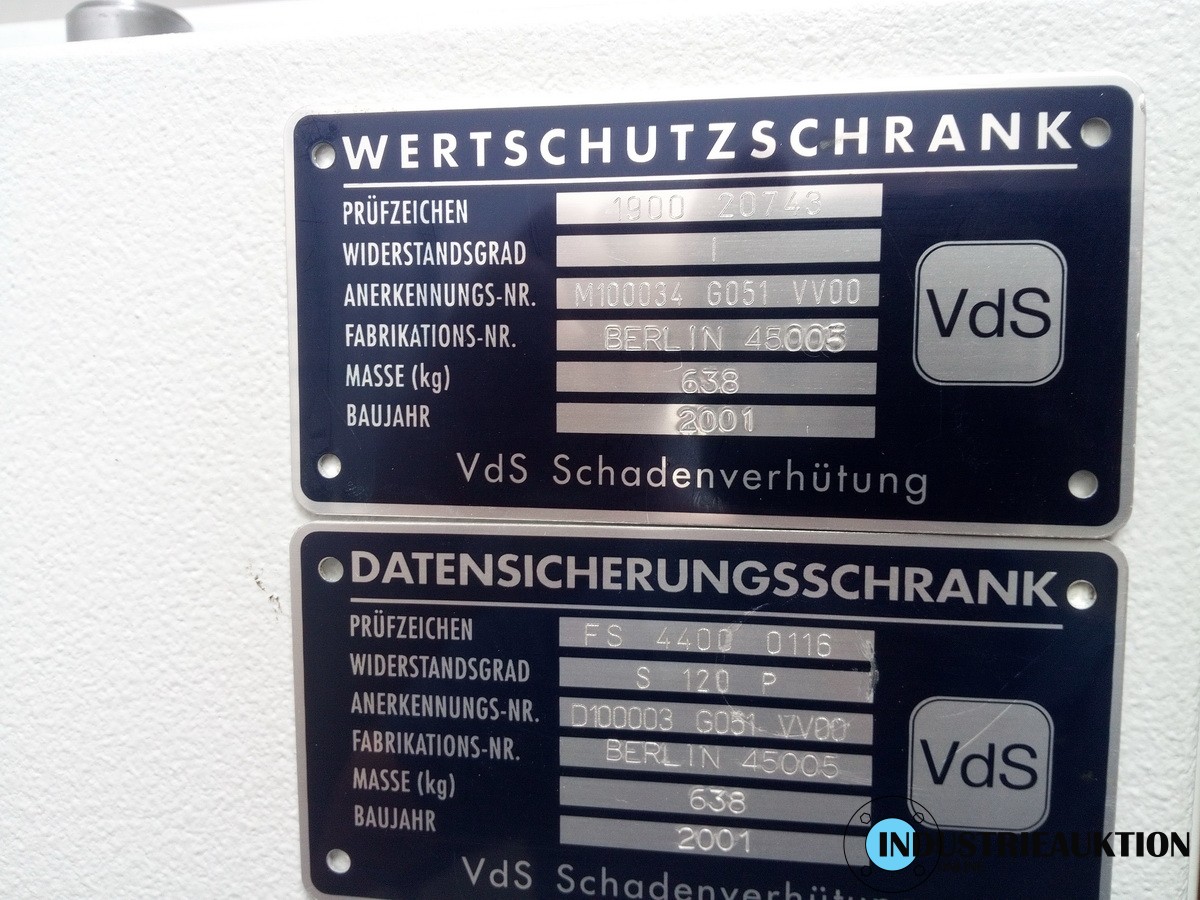 WERTSCHUTZSCHRANK
PRÜFZEICHEN 1900 20743
WIDERSTANDSGRAD I
ANERKENNUNGS-NR. M100034 G051 VV00
FABRIKATIONS-NR. BERLIN 45005
MASSE (kg) 638
BAUJAHR 2001
VdS
VdS Schadenverhütung
DATENSICHERUNGSSCHRANK
PRÜFZEICHEN FS 4400 0116
WIDERSTANDSGRAD S 120 P
ANERKENNUNGS-NR. D100003 G051 VV00
FABRIKATIONS-NR. BERLIN 45005
MASSE (kg) 638
BAUJAHR 2001
VdS
VdS Schadenverhütung
INDUSTRIEAUKTION